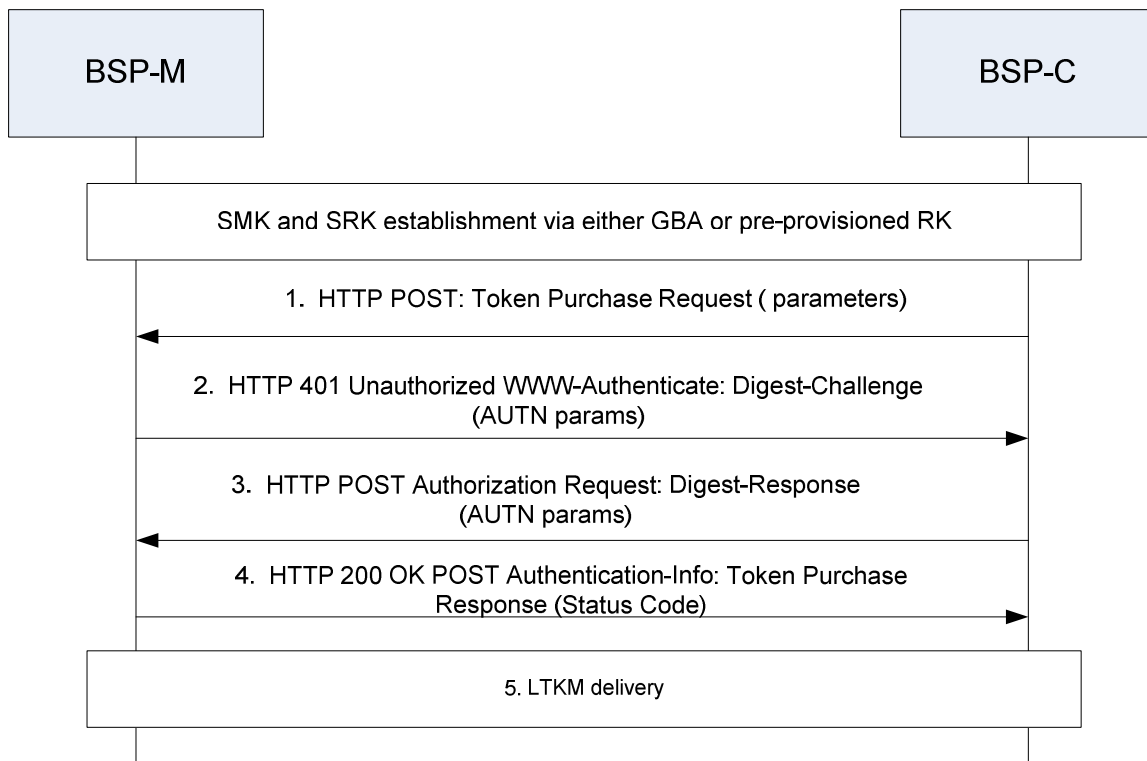 BSP-M
BSP-C
SMK and SRK establishment via either GBA or pre-provisioned RK
1. HTTP POST: Token Purchase Request ( parameters)
2. HTTP 401 Unauthorized WWW-Authenticate: Digest-Challenge
(AUTN params)
3. HTTP POST Authorization Request: Digest-Response
(AUTN params)
4. HTTP 200 OK POST Authentication-Info: Token Purchase
Response (Status Code)
5. LTKM delivery